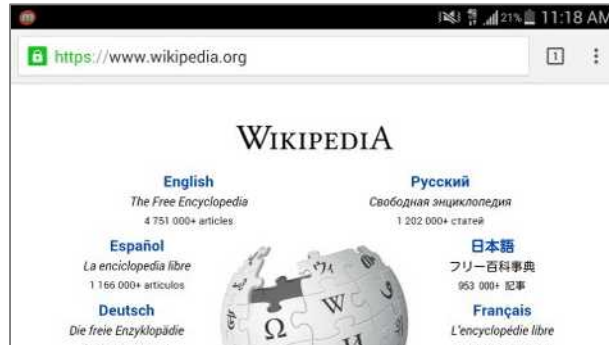 21% 11:18 AM
https://www.wikipedia.org
1
WIKIPEDIA
English
The Free Encyclopedia
4 751 000+ articles
Русский
Свободная энциклопедия
1 202 000+ статей
Español
La enciclopedia libre
1 166 000+ artículos
日本語
フリー百科事典
953 000+ 記事
Deutsch
Die freie Enzyklopädie
Français
L'encyclopédie libre
Ω
W
И